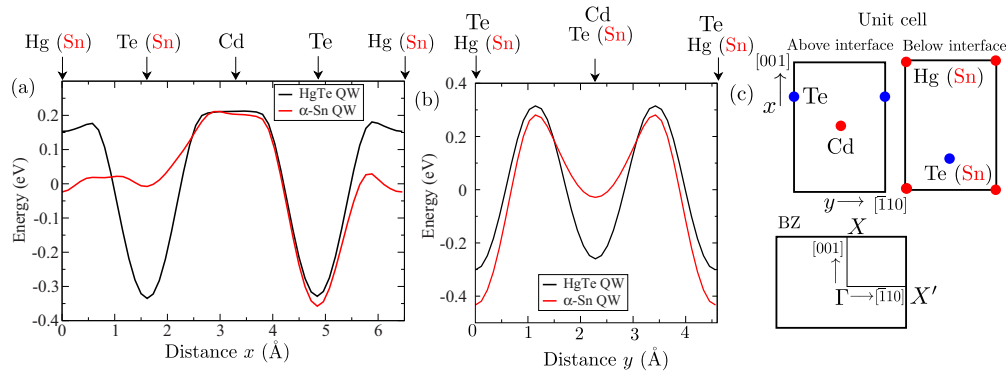 Hg (Sn) Te (Sn) Cd Te Hg (Sn)
(a)
HgTe QW
α-Sn QW
Energy (eV)
0.3
0.2
0.1
0
-0.1
-0.2
-0.3
-0.4
0 1 2 3 4 5 6
Distance x (Å)
Te
Hg (Sn)
Cd
Te (Sn)
Te
Hg (Sn)
(b)
HgTe QW
α-Sn QW
Energy (eV)
0.4
0.2
0
-0.2
-0.4
0 1 2 3 4
Distance y (Å)
Unit cell
Above interface Below interface
(c)
[001]
x
Te
Cd
Hg (Sn)
Te (Sn)
y [1̅10]
BZ
X
[001]
Γ [1̅10] X′